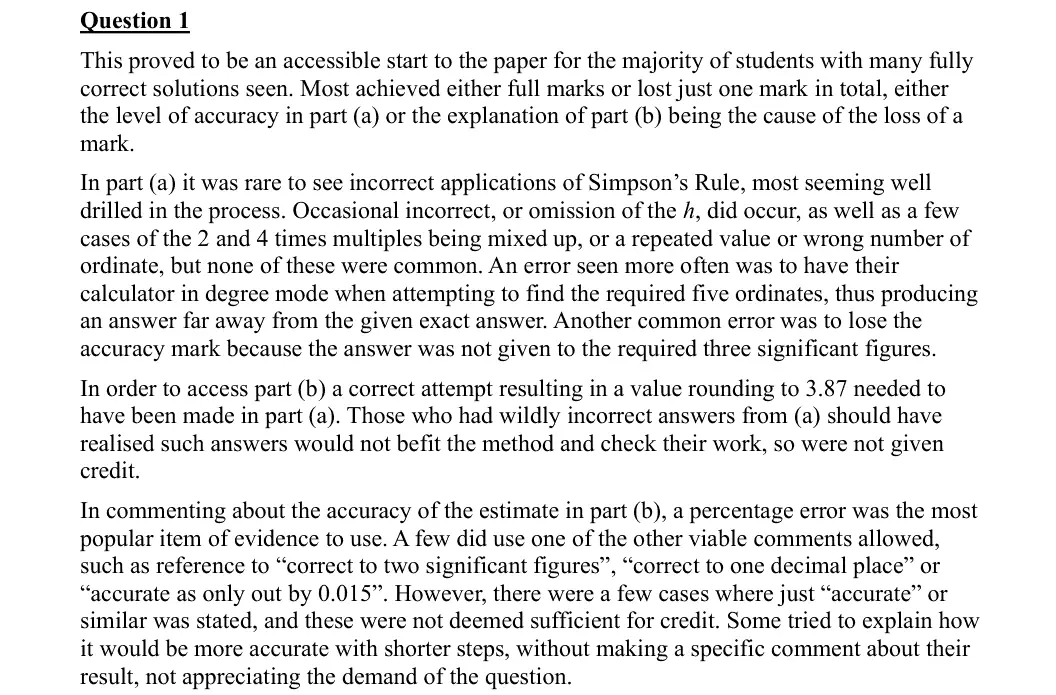 Question 1
This proved to be an accessible start to the paper for the majority of students with many fully
correct solutions seen. Most achieved either full marks or lost just one mark in total, either
the level of accuracy in part (a) or the explanation of part (b) being the cause of the loss of a
mark.
In part (a) it was rare to see incorrect applications of Simpson’s Rule, most seeming well
drilled in the process. Occasional incorrect, or omission of the h, did occur, as well as a few
cases of the 2 and 4 times multiples being mixed up, or a repeated value or wrong number of
ordinate, but none of these were common. An error seen more often was to have their
calculator in degree mode when attempting to find the required five ordinates, thus producing
an answer far away from the given exact answer. Another common error was to lose the
accuracy mark because the answer was not given to the required three significant figures.
In order to access part (b) a correct attempt resulting in a value rounding to 3.87 needed to
have been made in part (a). Those who had wildly incorrect answers from (a) should have
realised such answers would not befit the method and check their work, so were not given
credit.
In commenting about the accuracy of the estimate in part (b), a percentage error was the most
popular item of evidence to use. A few did use one of the other viable comments allowed,
such as reference to “correct to two significant figures”, “correct to one decimal place” or
“accurate as only out by 0.015”. However, there were a few cases where just “accurate” or
similar was stated, and these were not deemed sufficient for credit. Some tried to explain how
it would be more accurate with shorter steps, without making a specific comment about their
result, not appreciating the demand of the question.